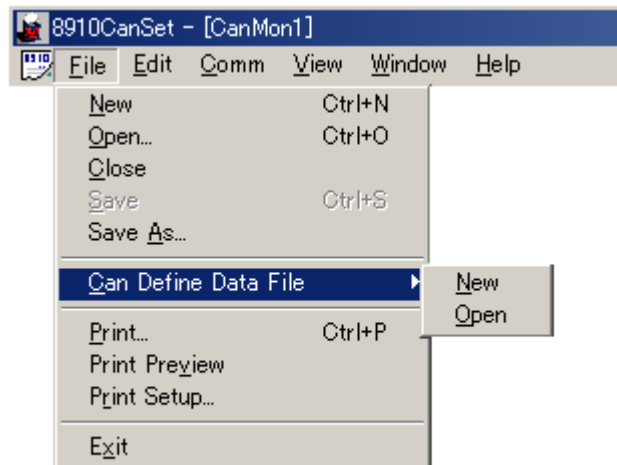 8910CanSet - [CanMon1]
File Edit Comm View Window Help
New Ctrl+N
Open... Ctrl+O
Close
Save Ctrl+S
Save As...
Can Define Data File
New
Open
Print... Ctrl+P
Print Preview
Print Setup...
Exit